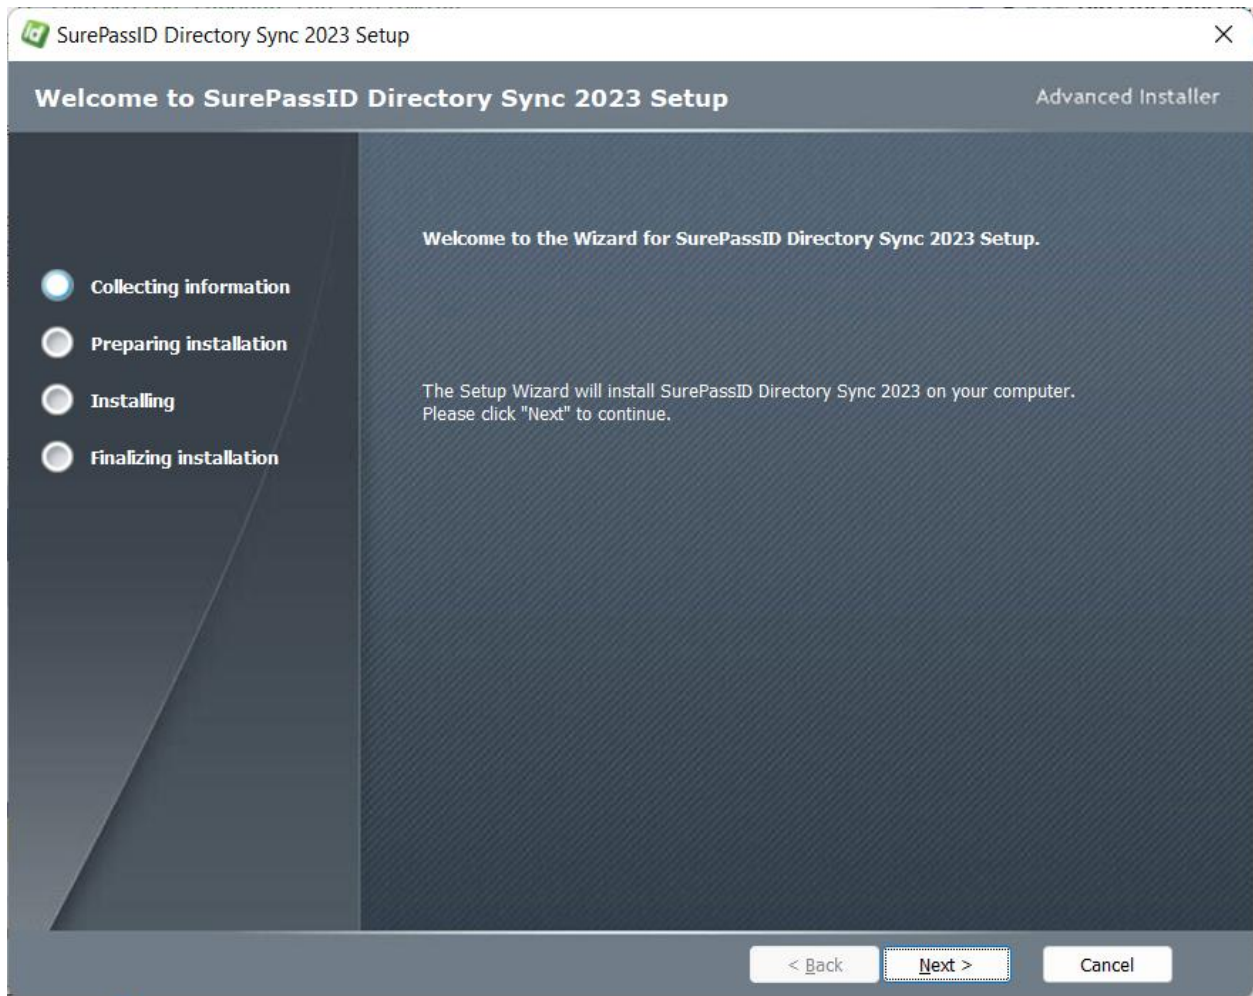 SurePassID Directory Sync 2023 Setup
Welcome to SurePassID Directory Sync 2023 Setup
Advanced Installer
Welcome to the Wizard for SurePassID Directory Sync 2023 Setup.
Collecting information
Preparing installation
Installing
Finalizing installation
The Setup Wizard will install SurePassID Directory Sync 2023 on your computer.
Please click "Next" to continue.
< Back
Next >
Cancel